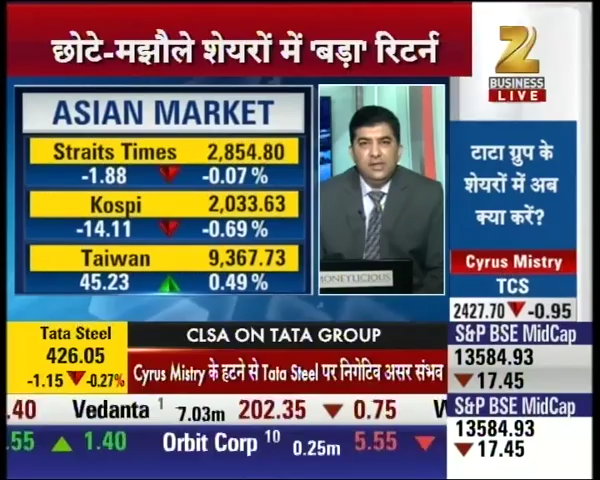 छोटे-मझौले शेयरों में 'बड़ा' रिटर्न
Z
BUSINESS
LIVE
ASIAN MARKET
Straits Times 2,854.80
-1.88 -0.07 %
Kospi 2,033.63
-14.11 -0.69 %
Taiwan 9,367.73
45.23 0.49 %
MONEYLICIOUS
टाटा ग्रुप के
शेयरों में अब
क्या करें?
Cyrus Mistry
TCS
2427.70 -0.95
Tata Steel
426.05
-1.15 -0.27%
CLSA ON TATA GROUP
Cyrus Mistry के हटने से Tata Steel पर निगेटिव असर संभव
S&P BSE MidCap
13584.93
17.45
.40 Vedanta 1 7.03m 202.35 0.75
.55 1.40 Orbit Corp 10 0.25m 5.55
S&P BSE MidCap
13584.93
17.45